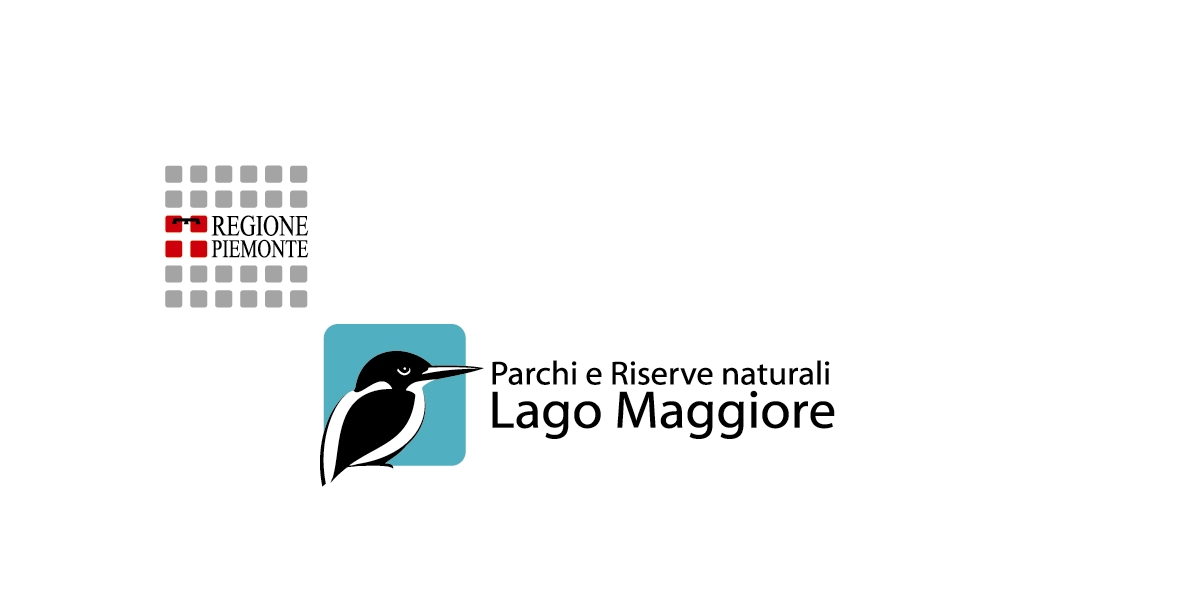 REGIONE
PIEMONTE
Parchi e Riserve naturali
Lago Maggiore